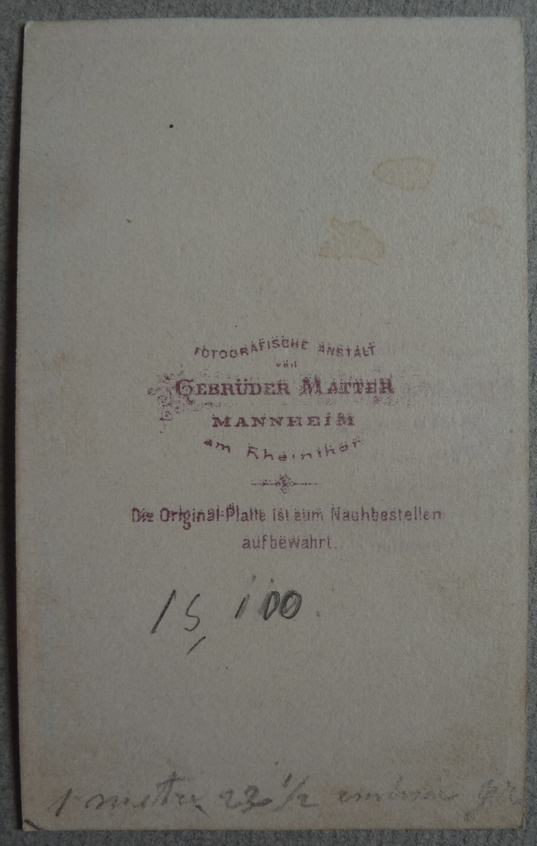 FOTOGRAFISCHE ANSTALT
von
GEBRÜDER MATTER
MANNHEIM
am Rheinthor
Die Original-Platte ist zum Nachbestellen
aufbewahrt.
15, 100.
1 meter 22 1/2